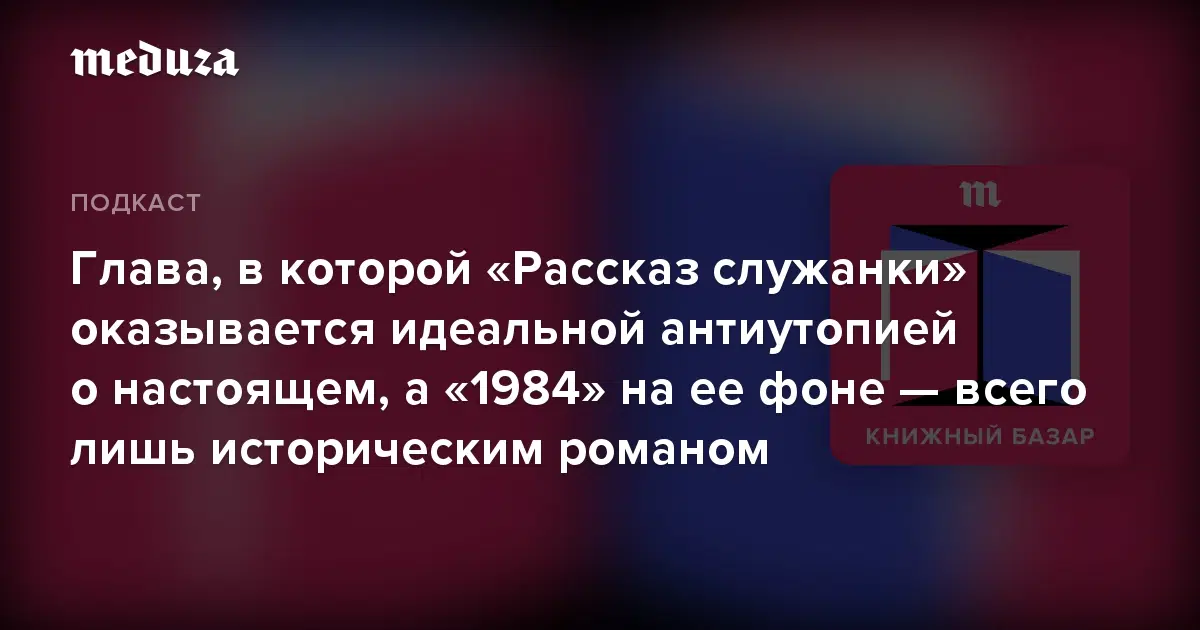 meduza
ПОДКАСТ
Глава, в которой «Рассказ служанки»
оказывается идеальной антиутопией
о настоящем, а «1984» на ее фоне — всего
лишь историческим романом
m
КНИЖНЫЙ БАЗАР